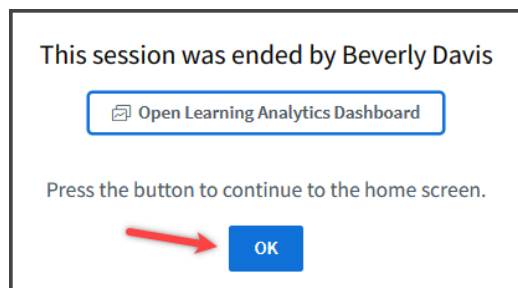 This session was ended by Beverly Davis
Open Learning Analytics Dashboard
Press the button to continue to the home screen.
OK